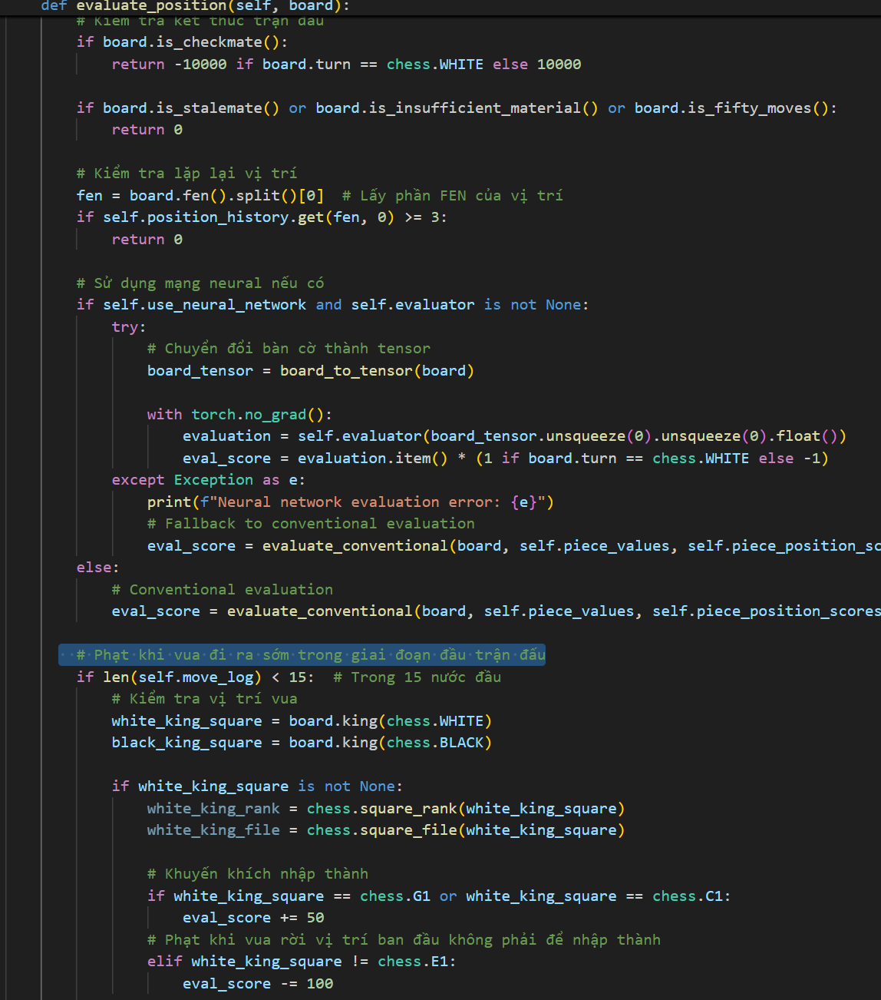 def evaluate_position(self, board):
# Kiểm tra kết thúc trận đấu
if board.is_checkmate():
return -10000 if board.turn == chess.WHITE else 10000
if board.is_stalemate() or board.is_insufficient_material() or board.is_fifty_moves():
return 0
# Kiểm tra lặp lại vị trí
fen = board.fen().split()[0]  # Lấy phần FEN của vị trí
if self.position_history.get(fen, 0) >= 3:
return 0
# Sử dụng mạng neural nếu có
if self.use_neural_network and self.evaluator is not None:
try:
# Chuyển đổi bàn cờ thành tensor
board_tensor = board_to_tensor(board)
with torch.no_grad():
evaluation = self.evaluator(board_tensor.unsqueeze(0).unsqueeze(0).float())
eval_score = evaluation.item() * (1 if board.turn == chess.WHITE else -1)
except Exception as e:
print(f"Neural network evaluation error: {e}")
# Fallback to conventional evaluation
eval_score = evaluate_conventional(board, self.piece_values, self.piece_position_sc
else:
# Conventional evaluation
eval_score = evaluate_conventional(board, self.piece_values, self.piece_position_scores
# Phạt khi vua đi ra sớm trong giai đoạn đầu trận đấu
if len(self.move_log) < 15:  # Trong 15 nước đầu
# Kiểm tra vị trí vua
white_king_square = board.king(chess.WHITE)
black_king_square = board.king(chess.BLACK)
if white_king_square is not None:
white_king_rank = chess.square_rank(white_king_square)
white_king_file = chess.square_file(white_king_square)
# Khuyến khích nhập thành
if white_king_square == chess.G1 or white_king_square == chess.C1:
eval_score += 50
# Phạt khi vua rời vị trí ban đầu không phải để nhập thành
elif white_king_square != chess.E1:
eval_score -= 100